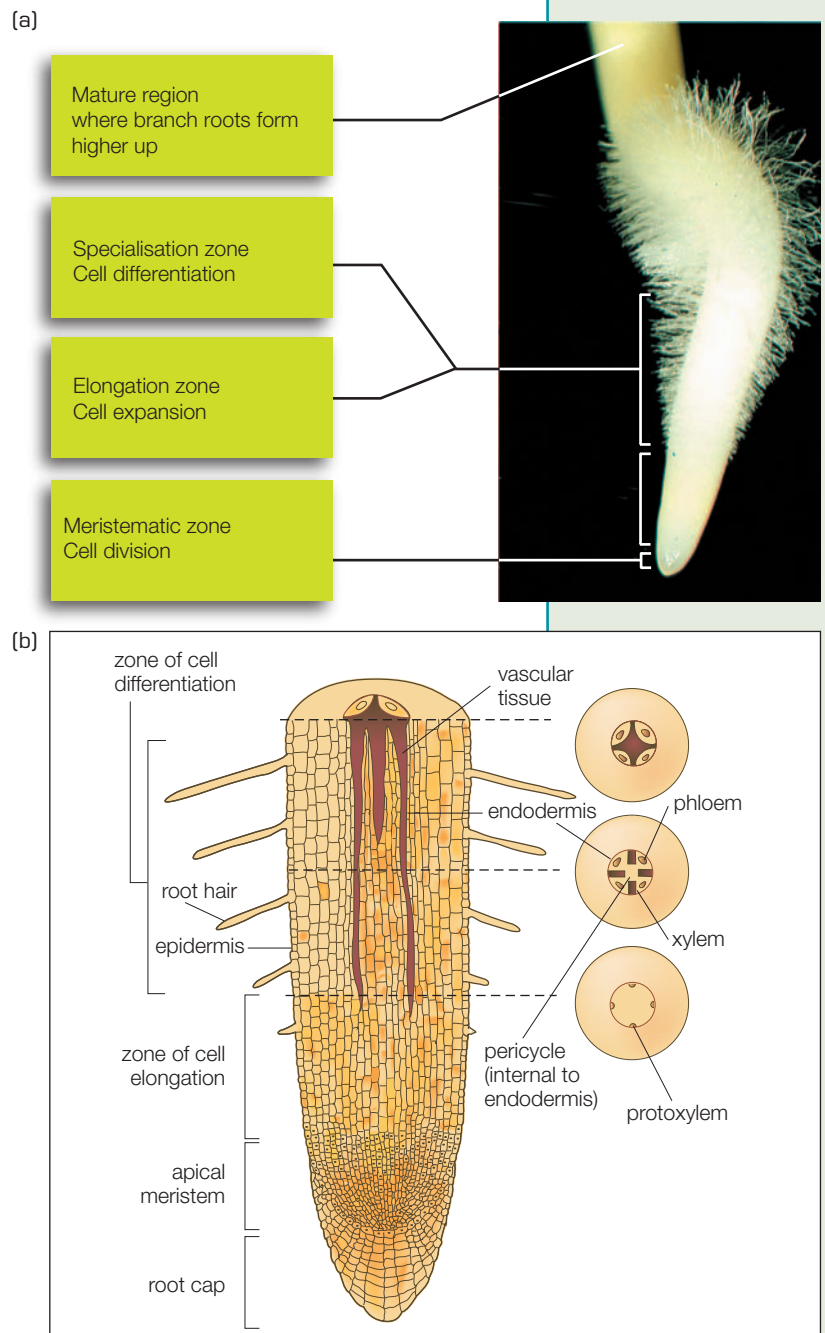 (a)
Mature region
where branch roots form
higher up
Specialisation zone
Cell differentiation
Elongation zone
Cell expansion
Meristematic zone
Cell division
(b)
zone of cell
differentiation
vascular
tissue
endodermis
phloem
root hair
epidermis
xylem
zone of cell
elongation
pericycle
(internal to
endodermis)
protoxylem
apical
meristem
root cap